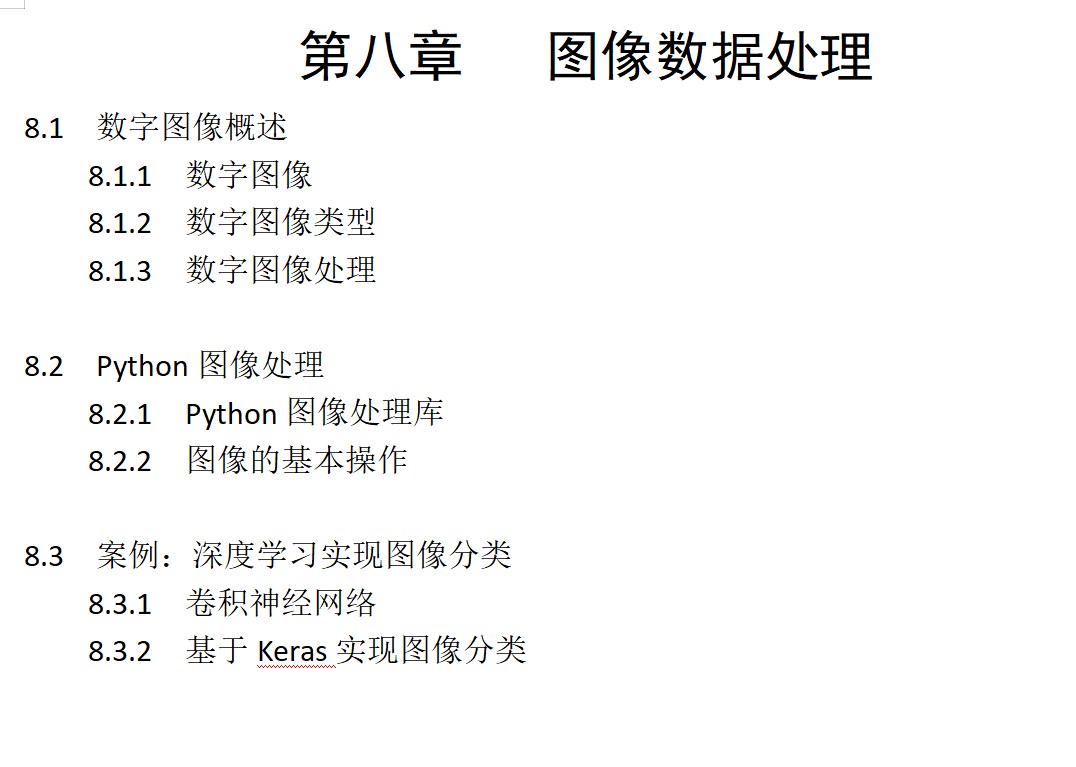 第八章 图像数据处理
8.1 数字图像概述
8.1.1 数字图像
8.1.2 数字图像类型
8.1.3 数字图像处理
8.2 Python 图像处理
8.2.1 Python 图像处理库
8.2.2 图像的基本操作
8.3 案例：深度学习实现图像分类
8.3.1 卷积神经网络
8.3.2 基于 Keras 实现图像分类